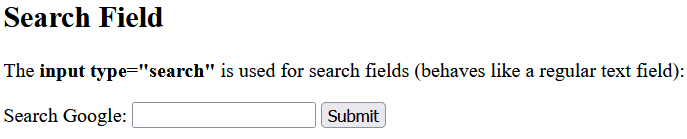 Search Field
The input type="search" is used for search fields (behaves like a regular text field):
Search Google: Submit